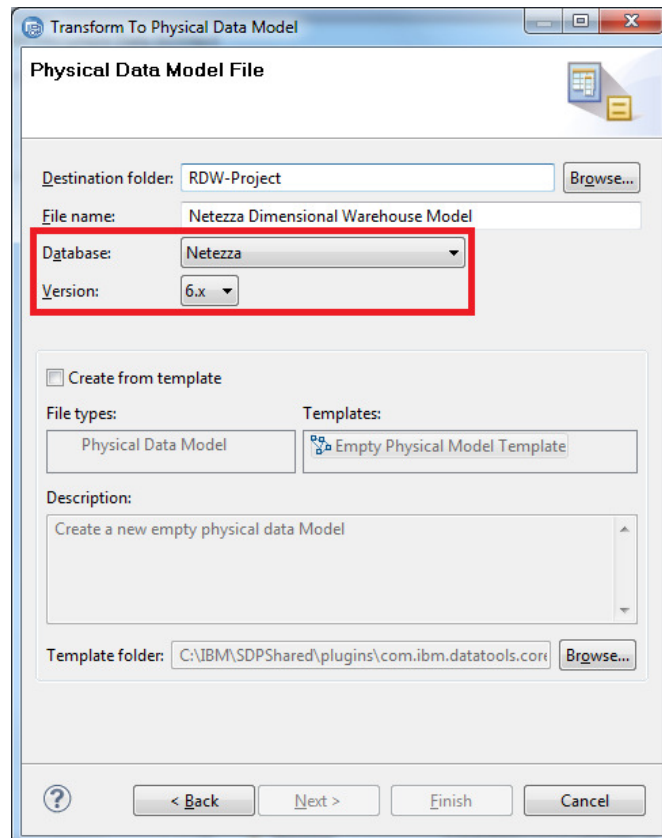 Transform To Physical Data Model
Physical Data Model File
Destination folder: RDW-Project Browse...
File name: Netezza Dimensional Warehouse Model
Database: Netezza
Version: 6.x
Create from template
File types: Templates:
Physical Data Model Empty Physical Model Template
Description:
Create a new empty physical data Model
Template folder: C:\IBM\SDPShared\plugins\com.ibm.datatools.core Browse...
? < Back Next > Finish Cancel